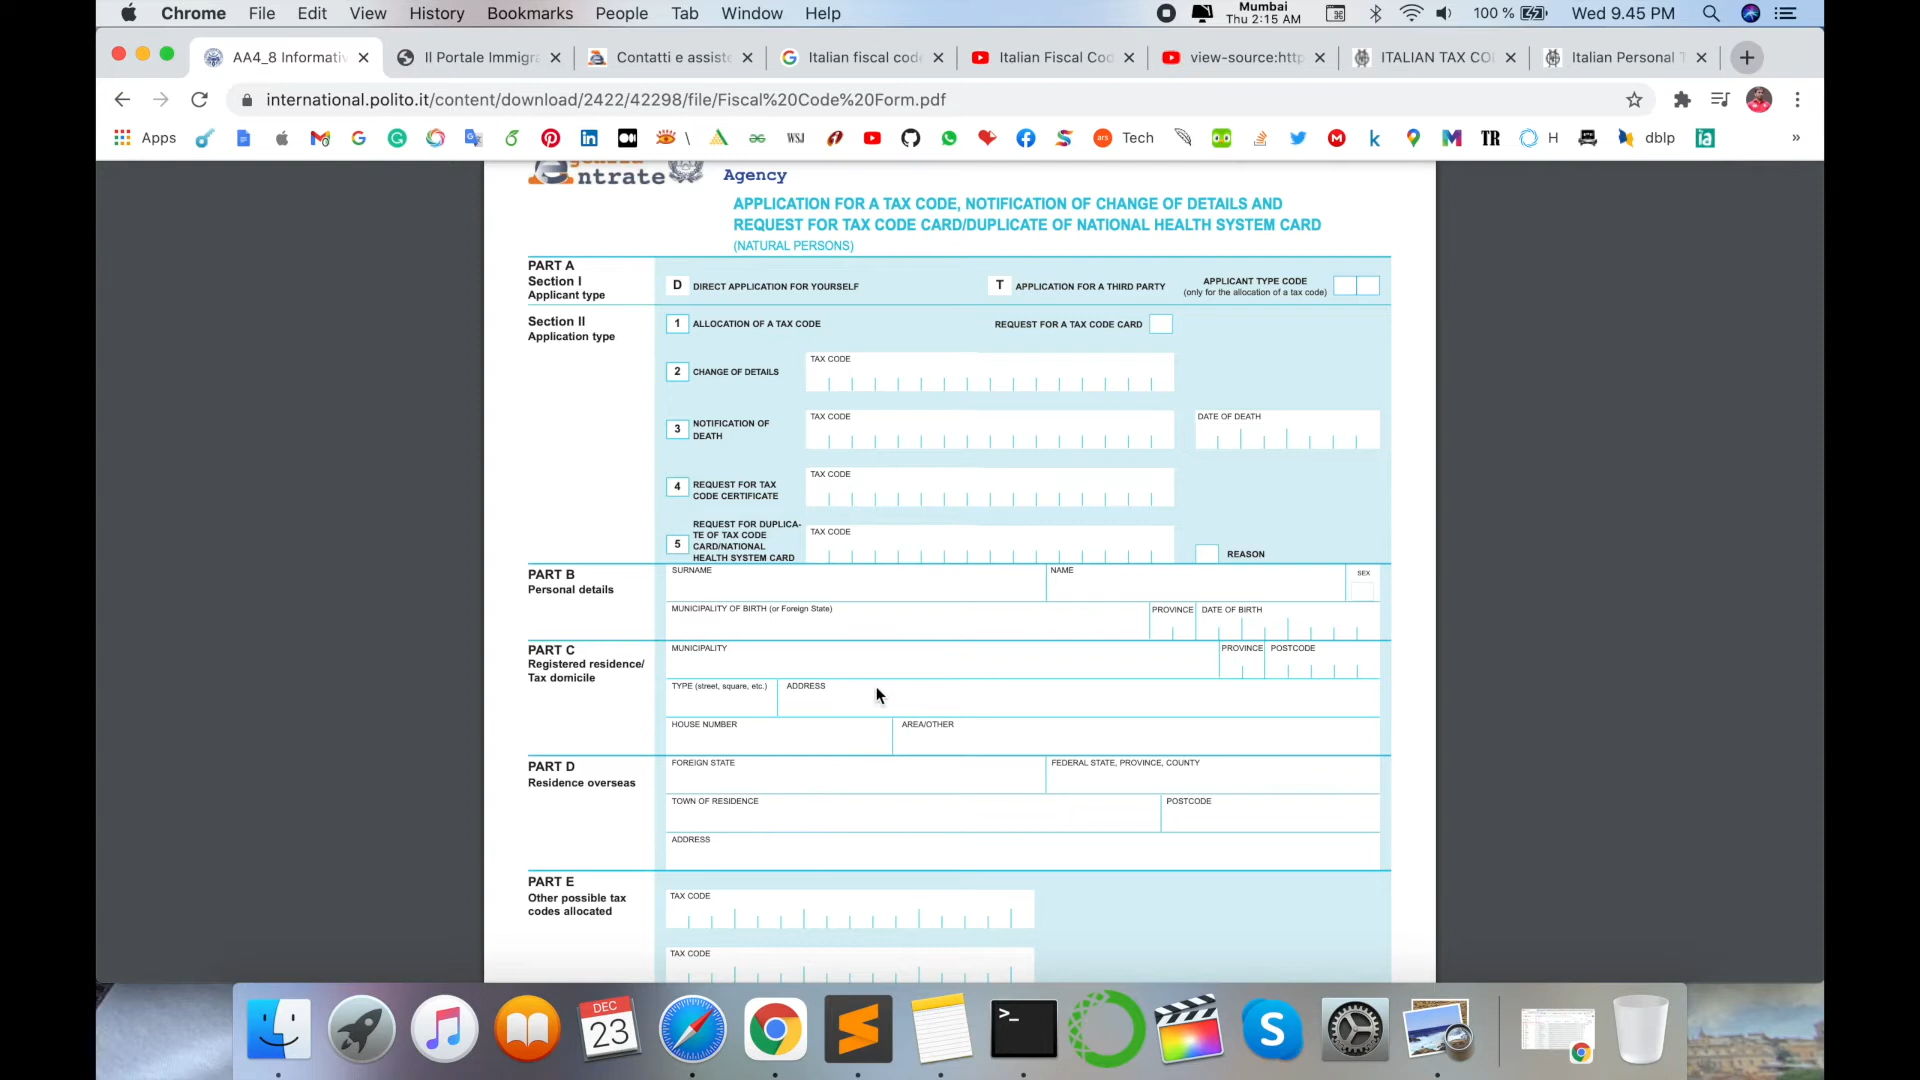 Chrome File Edit View History Bookmarks People Tab Window Help
Mumbai
Thu 2:15 AM
100 % Wed 9.45 PM
AA4_8 Informativ
Il Portale Immigra
Contatti e assiste
Italian fiscal code
Italian Fiscal Cod
view-source:http
ITALIAN TAX CO
Italian Personal T
international.polito.it/content/download/2422/42298/file/Fiscal%20Code%20Form.pdf
Apps \ WSJ ars Tech k TR H dblp ia »
ntrate Agency
APPLICATION FOR A TAX CODE, NOTIFICATION OF CHANGE OF DETAILS AND
REQUEST FOR TAX CODE CARD/DUPLICATE OF NATIONAL HEALTH SYSTEM CARD
(NATURAL PERSONS)
PART A
Section I
Applicant type
D DIRECT APPLICATION FOR YOURSELF
T APPLICATION FOR A THIRD PARTY
APPLICANT TYPE CODE
(only for the allocation of a tax code)
Section II
Application type
1 ALLOCATION OF A TAX CODE
REQUEST FOR A TAX CODE CARD
2 CHANGE OF DETAILS
TAX CODE
3 NOTIFICATION OF
DEATH
TAX CODE
DATE OF DEATH
4 REQUEST FOR TAX
CODE CERTIFICATE
TAX CODE
5 REQUEST FOR DUPLICA-
TE OF TAX CODE
CARD/NATIONAL
HEALTH SYSTEM CARD
TAX CODE
REASON
PART B
Personal details
SURNAME NAME SEX
MUNICIPALITY OF BIRTH (or Foreign State) PROVINCE DATE OF BIRTH
PART C
Registered residence/
Tax domicile
MUNICIPALITY PROVINCE POSTCODE
TYPE (street, square, etc.) ADDRESS
HOUSE NUMBER AREA/OTHER
PART D
Residence overseas
FOREIGN STATE FEDERAL STATE, PROVINCE, COUNTY
TOWN OF RESIDENCE POSTCODE
ADDRESS
PART E
Other possible tax
codes allocated
TAX CODE
TAX CODE
DEC
23
>_
S